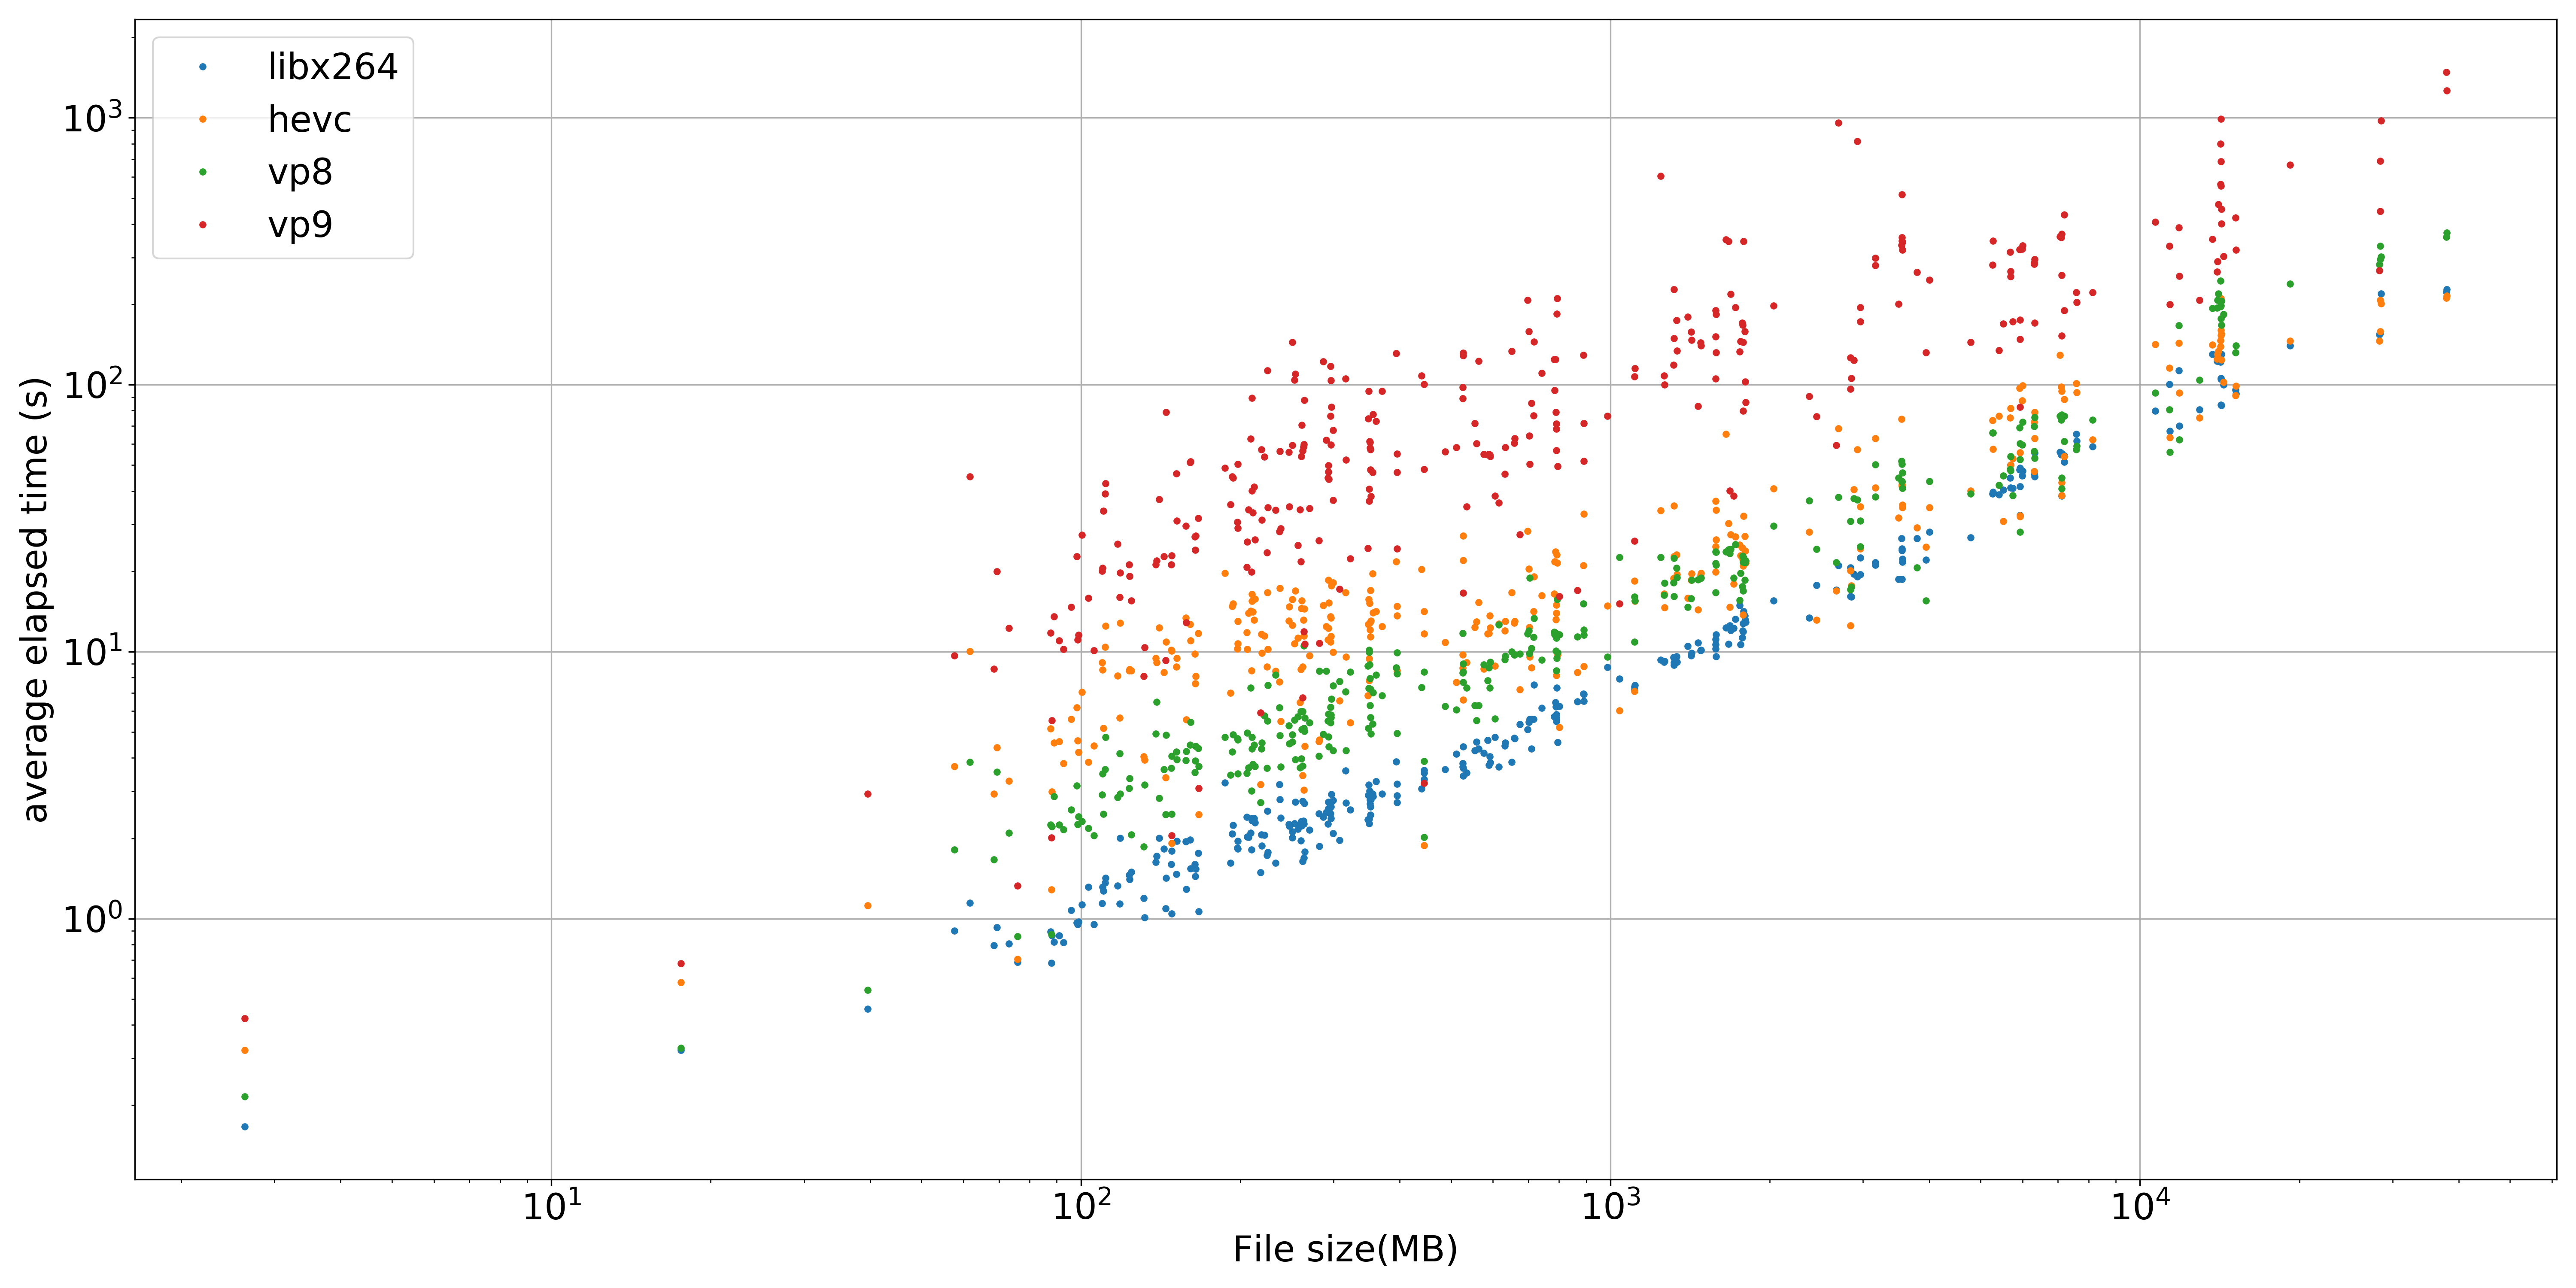 libx264
hevc
vp8
vp9
10³
10²
10¹
10⁰
average elapsed time (s)
10¹ 10² 10³ 10⁴
File size(MB)